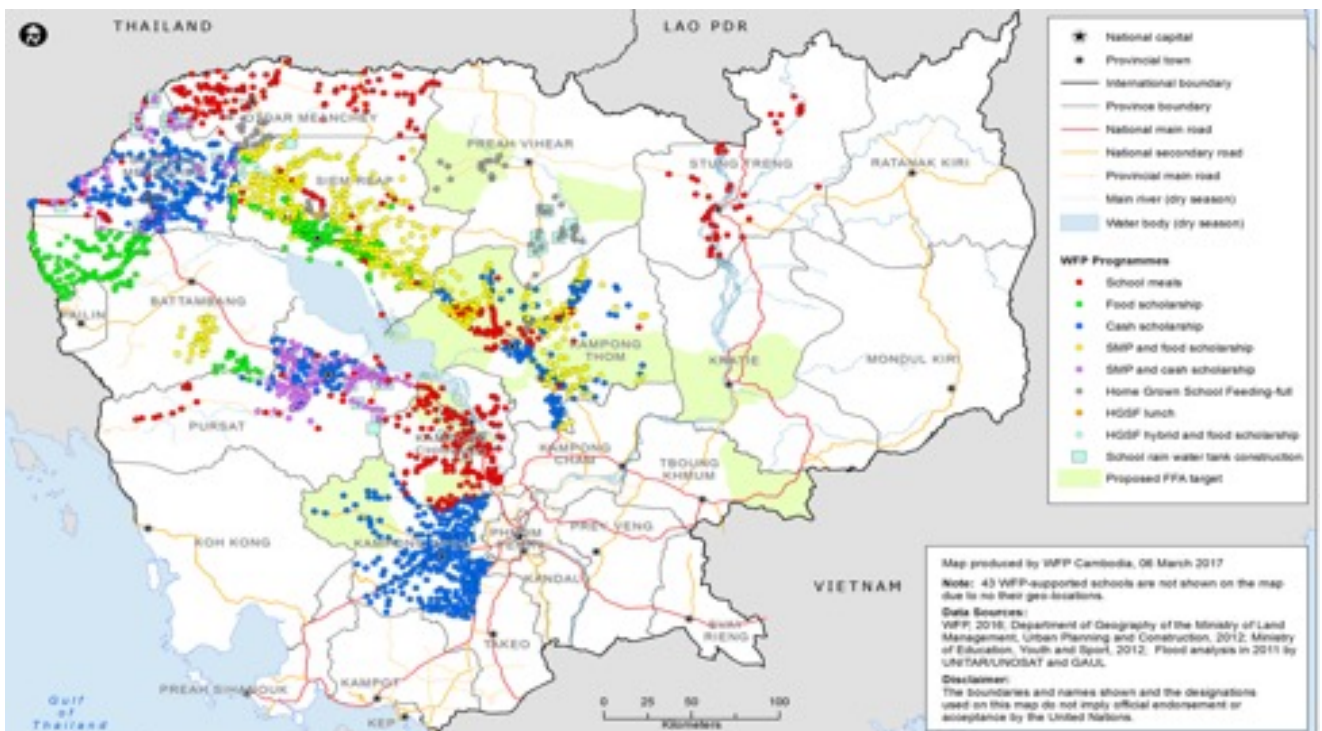 THAILAND
LAO PDR
ODDAR MEANCHEY
PREAH VIHEAR
STUNG TRENG
RATANAK KIRI
SIEM REAP
BATTAMBANG
PAILIN
KAMPONG
THOM
KRATIE
MONDUL KIRI
PURSAT
KAMPONG
CHAM
TBOUNG
KHMUM
KOH KONG
PHNOM
PREY VENG
KANDAL
VIETNAM
SVAY
RIENG
TAKEO
KAMPOT
PREAH SIHANOUK
KEP
Gulf
of
Thailand
0 25 50 100
Kilometers
National capital
Provincial town
International boundary
Province boundary
National main road
National secondary road
Provincial main road
Main river (dry season)
Water body (dry season)
WFP Programmes
School meals
Food scholarship
Cash scholarship
SMP and food scholarship
SMP and cash scholarship
Home Grown School Feeding-full
HGSF lunch
HGSF hybrid and food scholarship
School rain water tank construction
Proposed FFA target
Map produced by WFP Cambodia, 06 March 2017
Note: 43 WFP-supported schools are not shown on the map
due to no their geo-locations.
Data Sources:
WFP, 2016; Department of Geography of the Ministry of Land
Management, Urban Planning and Construction, 2012; Ministry
of Education, Youth and Sport, 2012; Flood analysis in 2011 by
UNITAR/UNOSAT and GAUL
Disclaimer:
The boundaries and names shown and the designations
used on this map do not imply official endorsement or
acceptance by the United Nations.